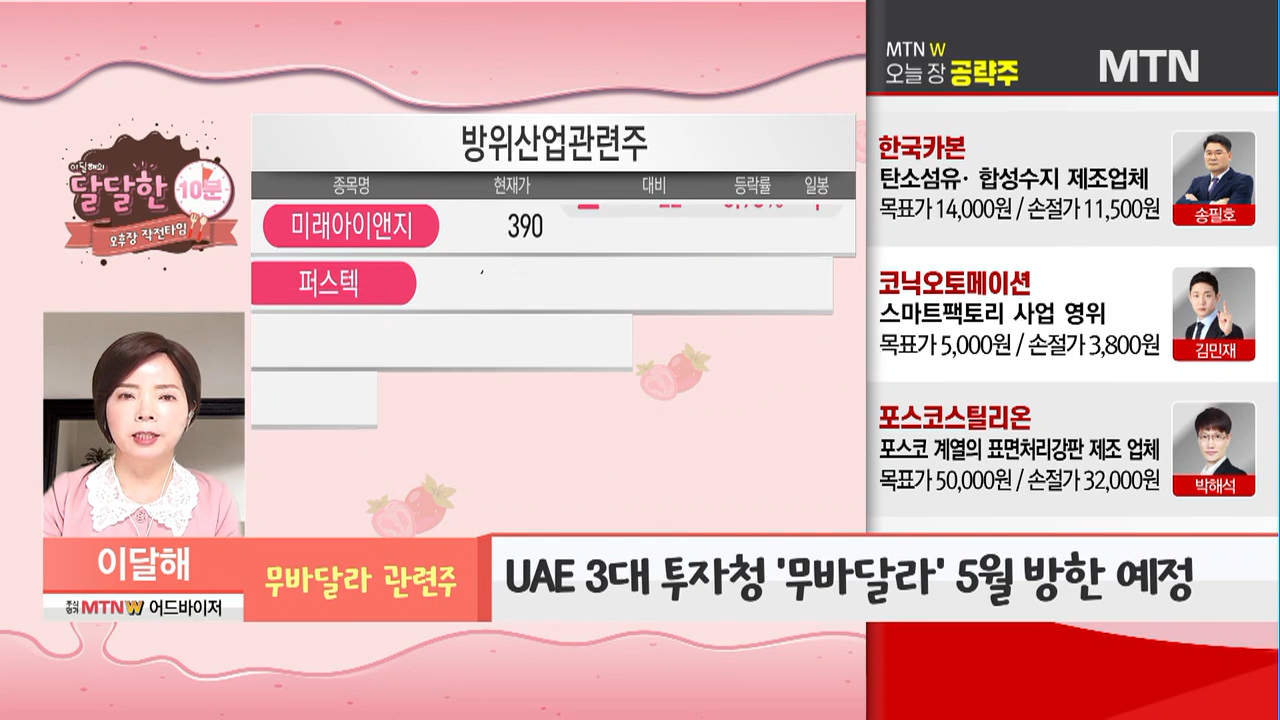 이달해의
달달한
10분
오후장 작전타임
방위산업관련주
종목명 현재가 대비 등락률 일봉
미래아이앤지 390
퍼스텍
이달해
MTNW 어드바이저
무바달라 관련주
UAE 3대 투자청 '무바달라' 5월 방한 예정
MTN W
오늘 장 공략주
MTN
한국카본
탄소섬유· 합성수지 제조업체
목표가 14,000원 / 손절가 11,500원
송필호
코닉오토메이션
스마트팩토리 사업 영위
목표가 5,000원 / 손절가 3,800원
김민재
포스코스틸리온
포스코 계열의 표면처리강판 제조 업체
목표가 50,000원 / 손절가 32,000원
박해석